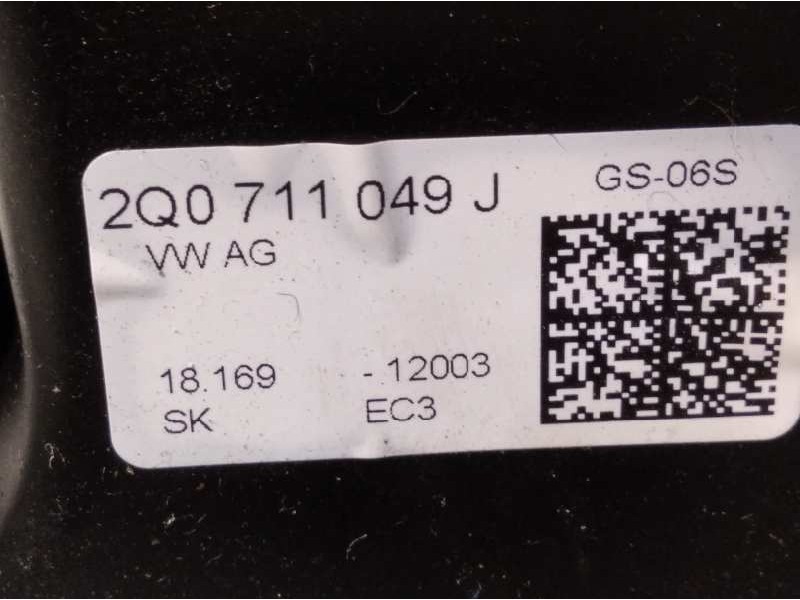 2Q0 711 049 J
GS-06S
VW AG
18.169 - 12003
SK EC3